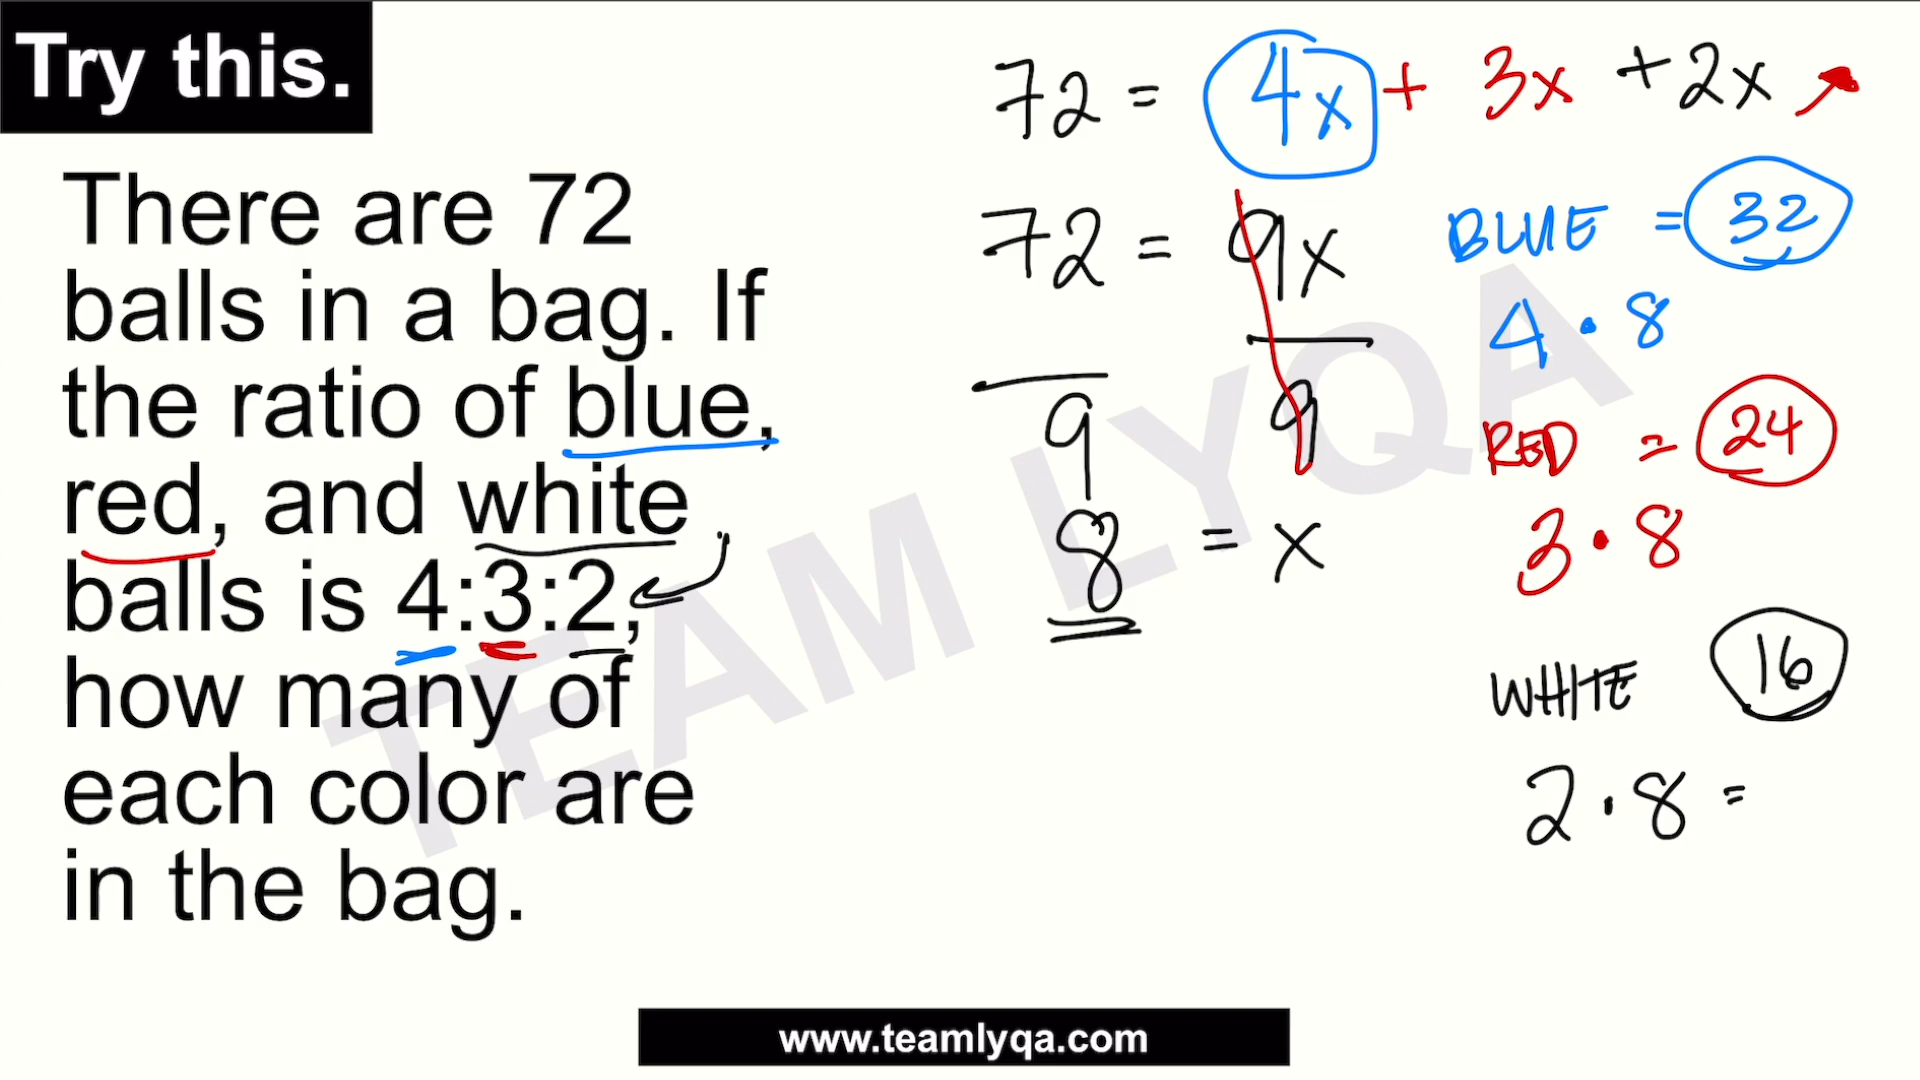 Try this.
There are 72
balls in a bag. If
the ratio of blue,
red, and white
balls is 4:3:2,
how many of
each color are
in the bag.
72 = 4x + 3x + 2x
72 = 9x
9 9
8 = x
BLUE = 32
4 · 8
RED = 24
3 · 8
WHITE 16
2 · 8 =
TEAM LYQA
www.teamlyqa.com